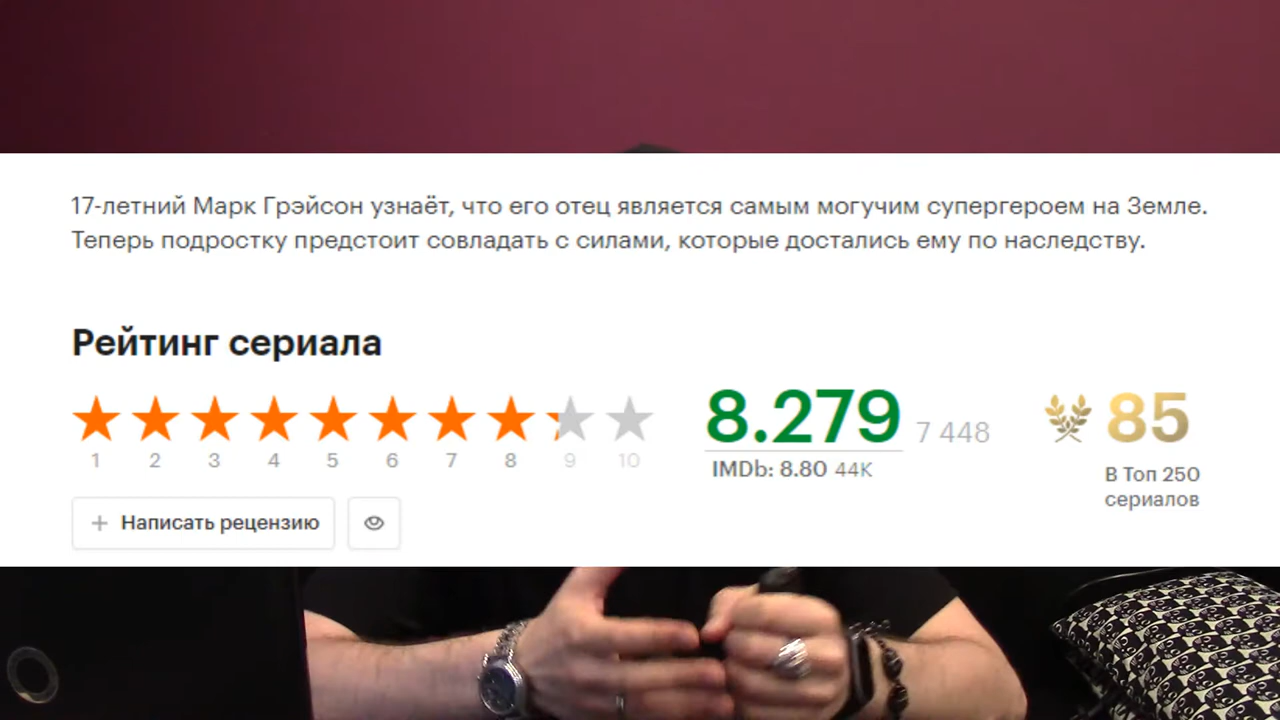 17-летний Марк Грэйсон узнаёт, что его отец является самым могучим супергероем на Земле.
Теперь подростку предстоит совладать с силами, которые достались ему по наследству.
Рейтинг сериала
1 2 3 4 5 6 7 8 9 10
8.279 7 448
IMDb: 8.80 44K
85
В Топ 250
сериалов
+ Написать рецензию